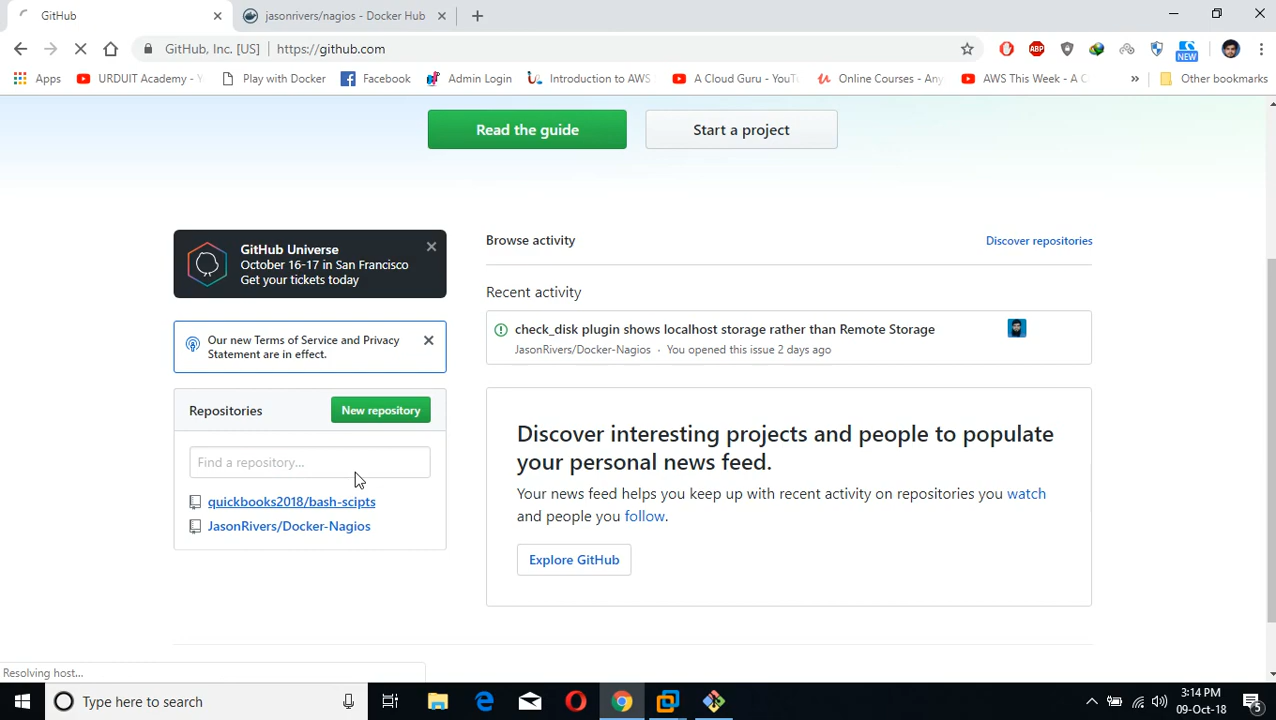 GitHub
jasonrivers/nagios - Docker Hub
GitHub, Inc. [US] | https://github.com
NEW
Apps
URDUIT Academy - Y
Play with Docker
Facebook
Admin Login
Introduction to AWS
A Cloud Guru - YouT
Online Courses - Any
AWS This Week - A C
»
Other bookmarks
Read the guide
Start a project
GitHub Universe
October 16-17 in San Francisco
Get your tickets today
Our new Terms of Service and Privacy
Statement are in effect.
Repositories
New repository
Find a repository...
quickbooks2018/bash-scipts
JasonRivers/Docker-Nagios
Browse activity
Discover repositories
Recent activity
check_disk plugin shows localhost storage rather than Remote Storage
JasonRivers/Docker-Nagios · You opened this issue 2 days ago
Discover interesting projects and people to populate
your personal news feed.
Your news feed helps you keep up with recent activity on repositories you watch
and people you follow.
Explore GitHub
Resolving host...
Type here to search
3:14 PM
09-Oct-18
5